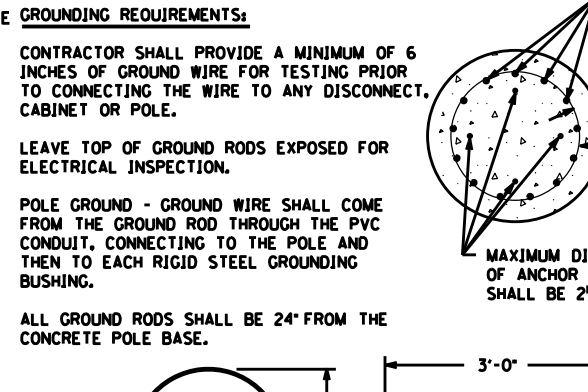 E GROUNDING REQUIREMENTS:
CONTRACTOR SHALL PROVIDE A MINIMUM OF 6
INCHES OF GROUND WIRE FOR TESTING PRIOR
TO CONNECTING THE WIRE TO ANY DISCONNECT,
CABINET OR POLE.
LEAVE TOP OF GROUND RODS EXPOSED FOR
ELECTRICAL INSPECTION.
POLE GROUND - GROUND WIRE SHALL COME
FROM THE GROUND ROD THROUGH THE PVC
CONDUIT, CONNECTING TO THE POLE AND
THEN TO EACH RIGID STEEL GROUNDING
BUSHING.
ALL GROUND RODS SHALL BE 24" FROM THE
CONCRETE POLE BASE.
MAXIMUM DI
OF ANCHOR
SHALL BE 2"
3'-0"